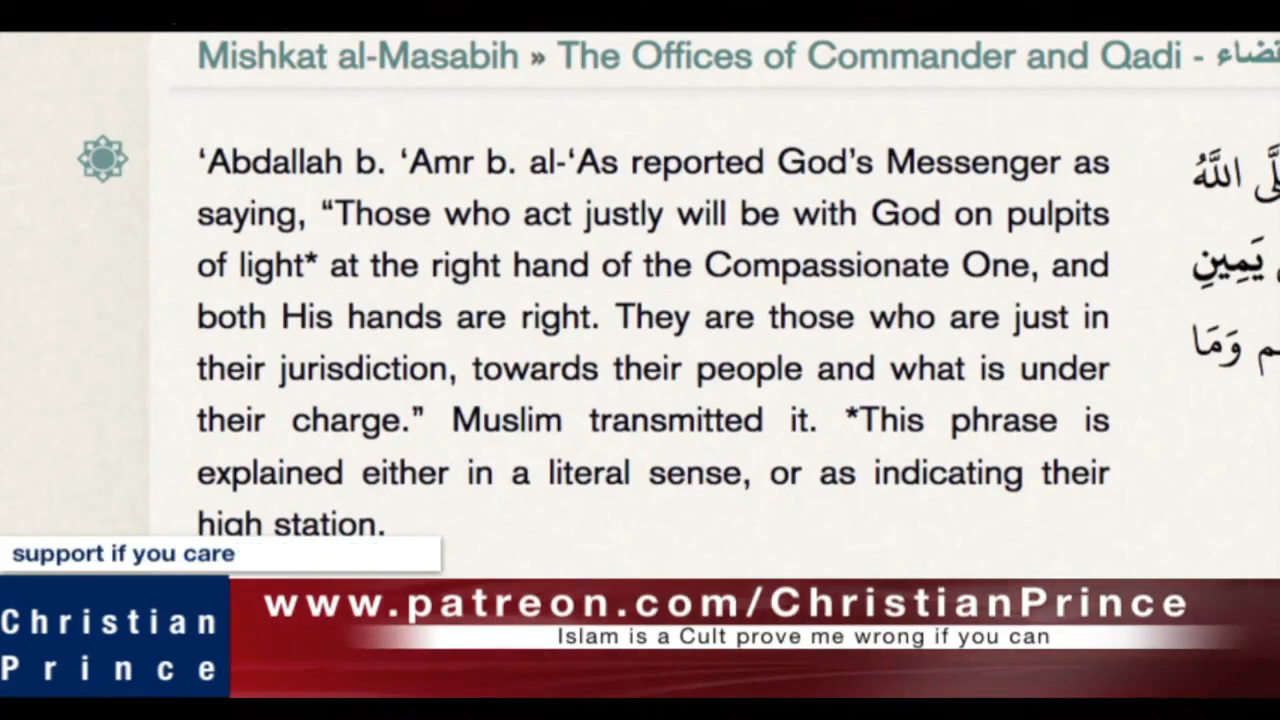 Mishkat al-Masabih » The Offices of Commander and Qadi -
‘Abdallah b. ‘Amr b. al-‘As reported God’s Messenger as
saying, “Those who act justly will be with God on pulpits
of light* at the right hand of the Compassionate One, and
both His hands are right. They are those who are just in
their jurisdiction, towards their people and what is under
their charge.” Muslim transmitted it. *This phrase is
explained either in a literal sense, or as indicating their
high station.
اللَّهُ
يَمِينِ
وَمَا
support if you care
Christian
Prince
www.patreon.com/ChristianPrince
Islam is a Cult prove me wrong if you can